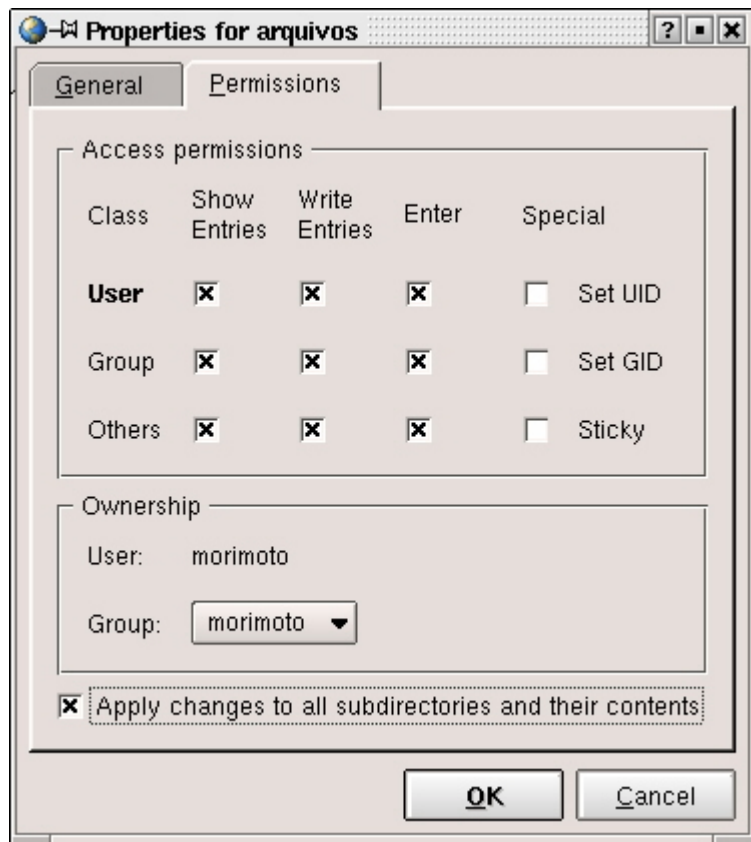 Properties for arquivos
General Permissions
Access permissions
Class Show Entries Write Entries Enter Special
User Set UID
Group Set GID
Others Sticky
Ownership
User: morimoto
Group: morimoto
Apply changes to all subdirectories and their contents
OK Cancel